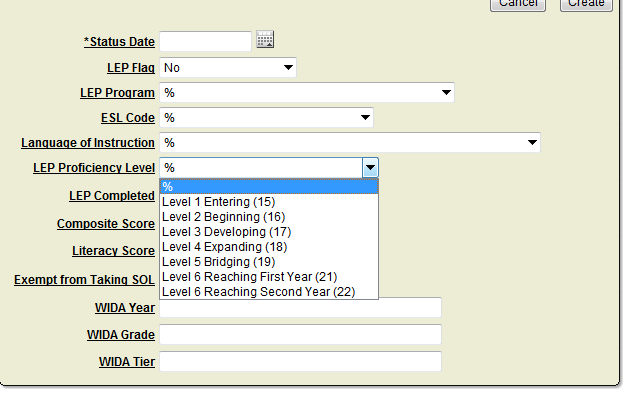 Cancel Create
*Status Date
LEP Flag No
LEP Program %
ESL Code %
Language of Instruction %
LEP Proficiency Level %
%
LEP Completed Level 1 Entering (15)
Level 2 Beginning (16)
Composite Score Level 3 Developing (17)
Level 4 Expanding (18)
Literacy Score Level 5 Bridging (19)
Exempt from Taking SOL Level 6 Reaching First Year (21)
Level 6 Reaching Second Year (22)
WIDA Year
WIDA Grade
WIDA Tier